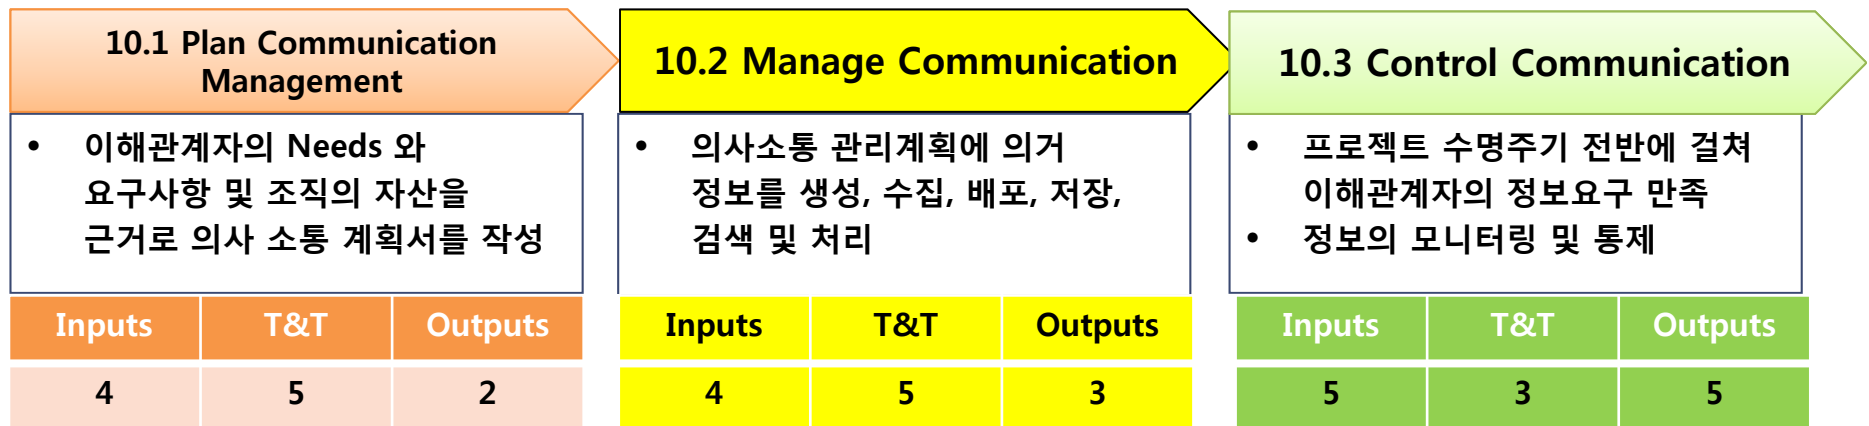 10.1 Plan Communication
Management
• 이해관계자의 Needs 와
요구사항 및 조직의 자산을
근거로 의사 소통 계획서를 작성
Inputs T&T Outputs
4 5 2
10.2 Manage Communication
• 의사소통 관리계획에 의거
정보를 생성, 수집, 배포, 저장,
검색 및 처리
Inputs T&T Outputs
4 5 3
10.3 Control Communication
• 프로젝트 수명주기 전반에 걸쳐
이해관계자의 정보요구 만족
• 정보의 모니터링 및 통제
Inputs T&T Outputs
5 3 5